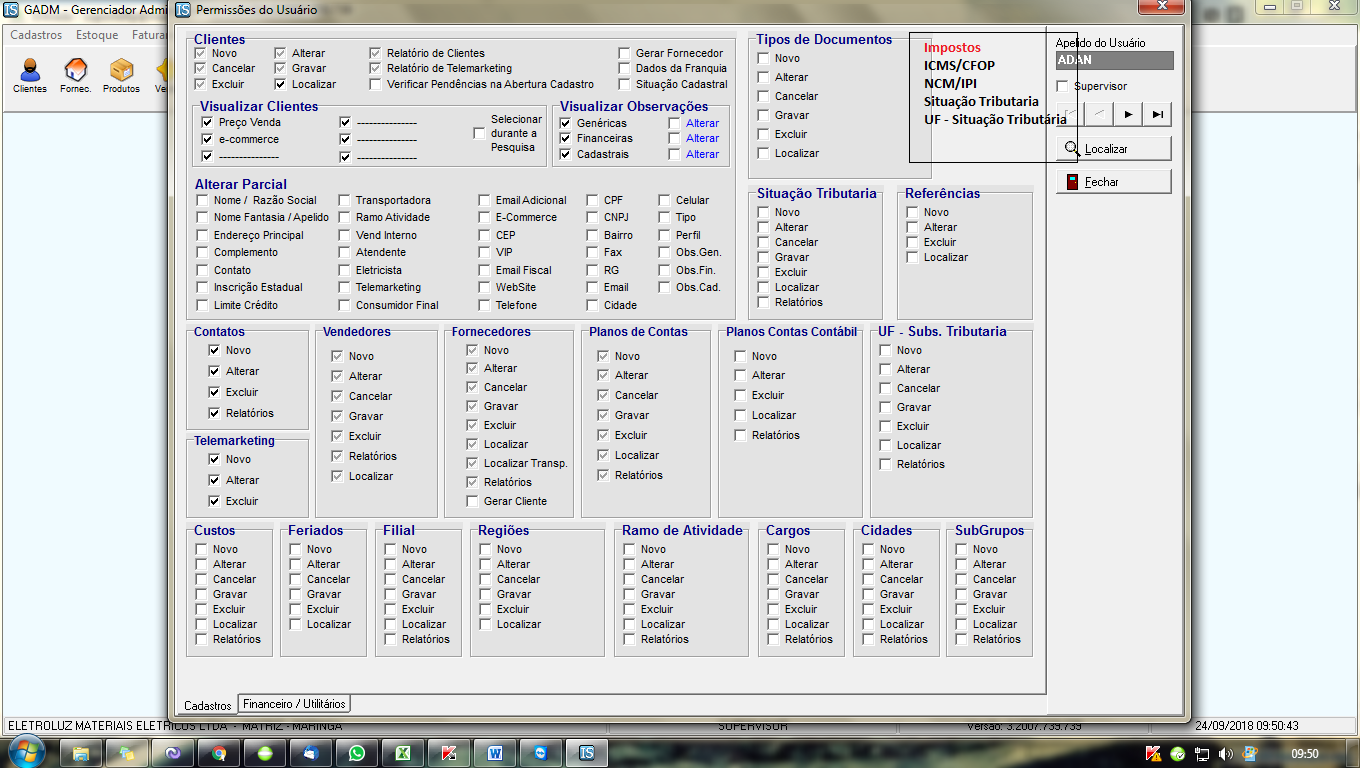 GADM - Gerenciador Admi
Permissões do Usuário
Cadastros Estoque Fatura
Clientes Fornec. Produtos
Clientes
Novo Alterar Relatório de Clientes Gerar Fornecedor
Cancelar Gravar Relatório de Telemarketing Dados da Franquia
Excluir Localizar Verificar Pendências na Abertura Cadastro Situação Cadastral
Visualizar Clientes
Preço Venda ---------------
e-commerce ---------------
--------------- ---------------
Selecionar
durante a
Pesquisa
Visualizar Observações
Genéricas Alterar
Financeiras Alterar
Cadastrais Alterar
Alterar Parcial
Nome / Razão Social Transportadora Email Adicional CPF Celular
Nome Fantasia / Apelido Ramo Atividade E-Commerce CNPJ Tipo
Endereço Principal Vend Interno CEP Bairro Perfil
Complemento Atendente VIP Fax Obs.Gen.
Contato Eletricista Email Fiscal RG Obs.Fin.
Inscrição Estadual Telemarketing WebSite Email Obs.Cad.
Limite Crédito Consumidor Final Telefone Cidade
Tipos de Documentos
Novo
Alterar
Cancelar
Gravar
Excluir
Localizar
Impostos
ICMS/CFOP
NCM/IPI
Situação Tributaria
UF - Situação Tributária
Apelido do Usuário
ADAN
Supervisor
Localizar
Fechar
Situação Tributaria
Novo
Alterar
Cancelar
Gravar
Excluir
Localizar
Relatórios
Referências
Novo
Alterar
Excluir
Localizar
Contatos
Novo
Alterar
Excluir
Relatórios
Telemarketing
Novo
Alterar
Excluir
Vendedores
Novo
Alterar
Cancelar
Gravar
Excluir
Relatórios
Localizar
Fornecedores
Novo
Alterar
Cancelar
Gravar
Excluir
Localizar
Localizar Transp.
Relatórios
Gerar Cliente
Planos de Contas
Novo
Alterar
Cancelar
Gravar
Excluir
Localizar
Relatórios
Planos Contas Contábil
Novo
Alterar
Excluir
Localizar
Relatórios
UF - Subs. Tributaria
Novo
Alterar
Cancelar
Gravar
Excluir
Localizar
Relatórios
Custos
Novo
Alterar
Cancelar
Gravar
Excluir
Localizar
Relatórios
Feriados
Novo
Alterar
Cancelar
Gravar
Excluir
Localizar
Filial
Novo
Alterar
Cancelar
Gravar
Excluir
Localizar
Relatórios
Regiões
Novo
Alterar
Cancelar
Gravar
Excluir
Localizar
Ramo de Atividade
Novo
Alterar
Cancelar
Gravar
Excluir
Localizar
Relatórios
Cargos
Novo
Alterar
Cancelar
Gravar
Excluir
Localizar
Relatórios
Cidades
Novo
Alterar
Cancelar
Gravar
Excluir
Localizar
Relatórios
SubGrupos
Novo
Alterar
Cancelar
Gravar
Excluir
Localizar
Relatórios
Cadastros Financeiro / Utilitários
ELETROLUZ MATERIAIS ELETRICOS LTDA - MATRIZ - MARINGA SUPERVISOR Versão: 3.2007.739.739 24/09/2018 09:50:43
09:50